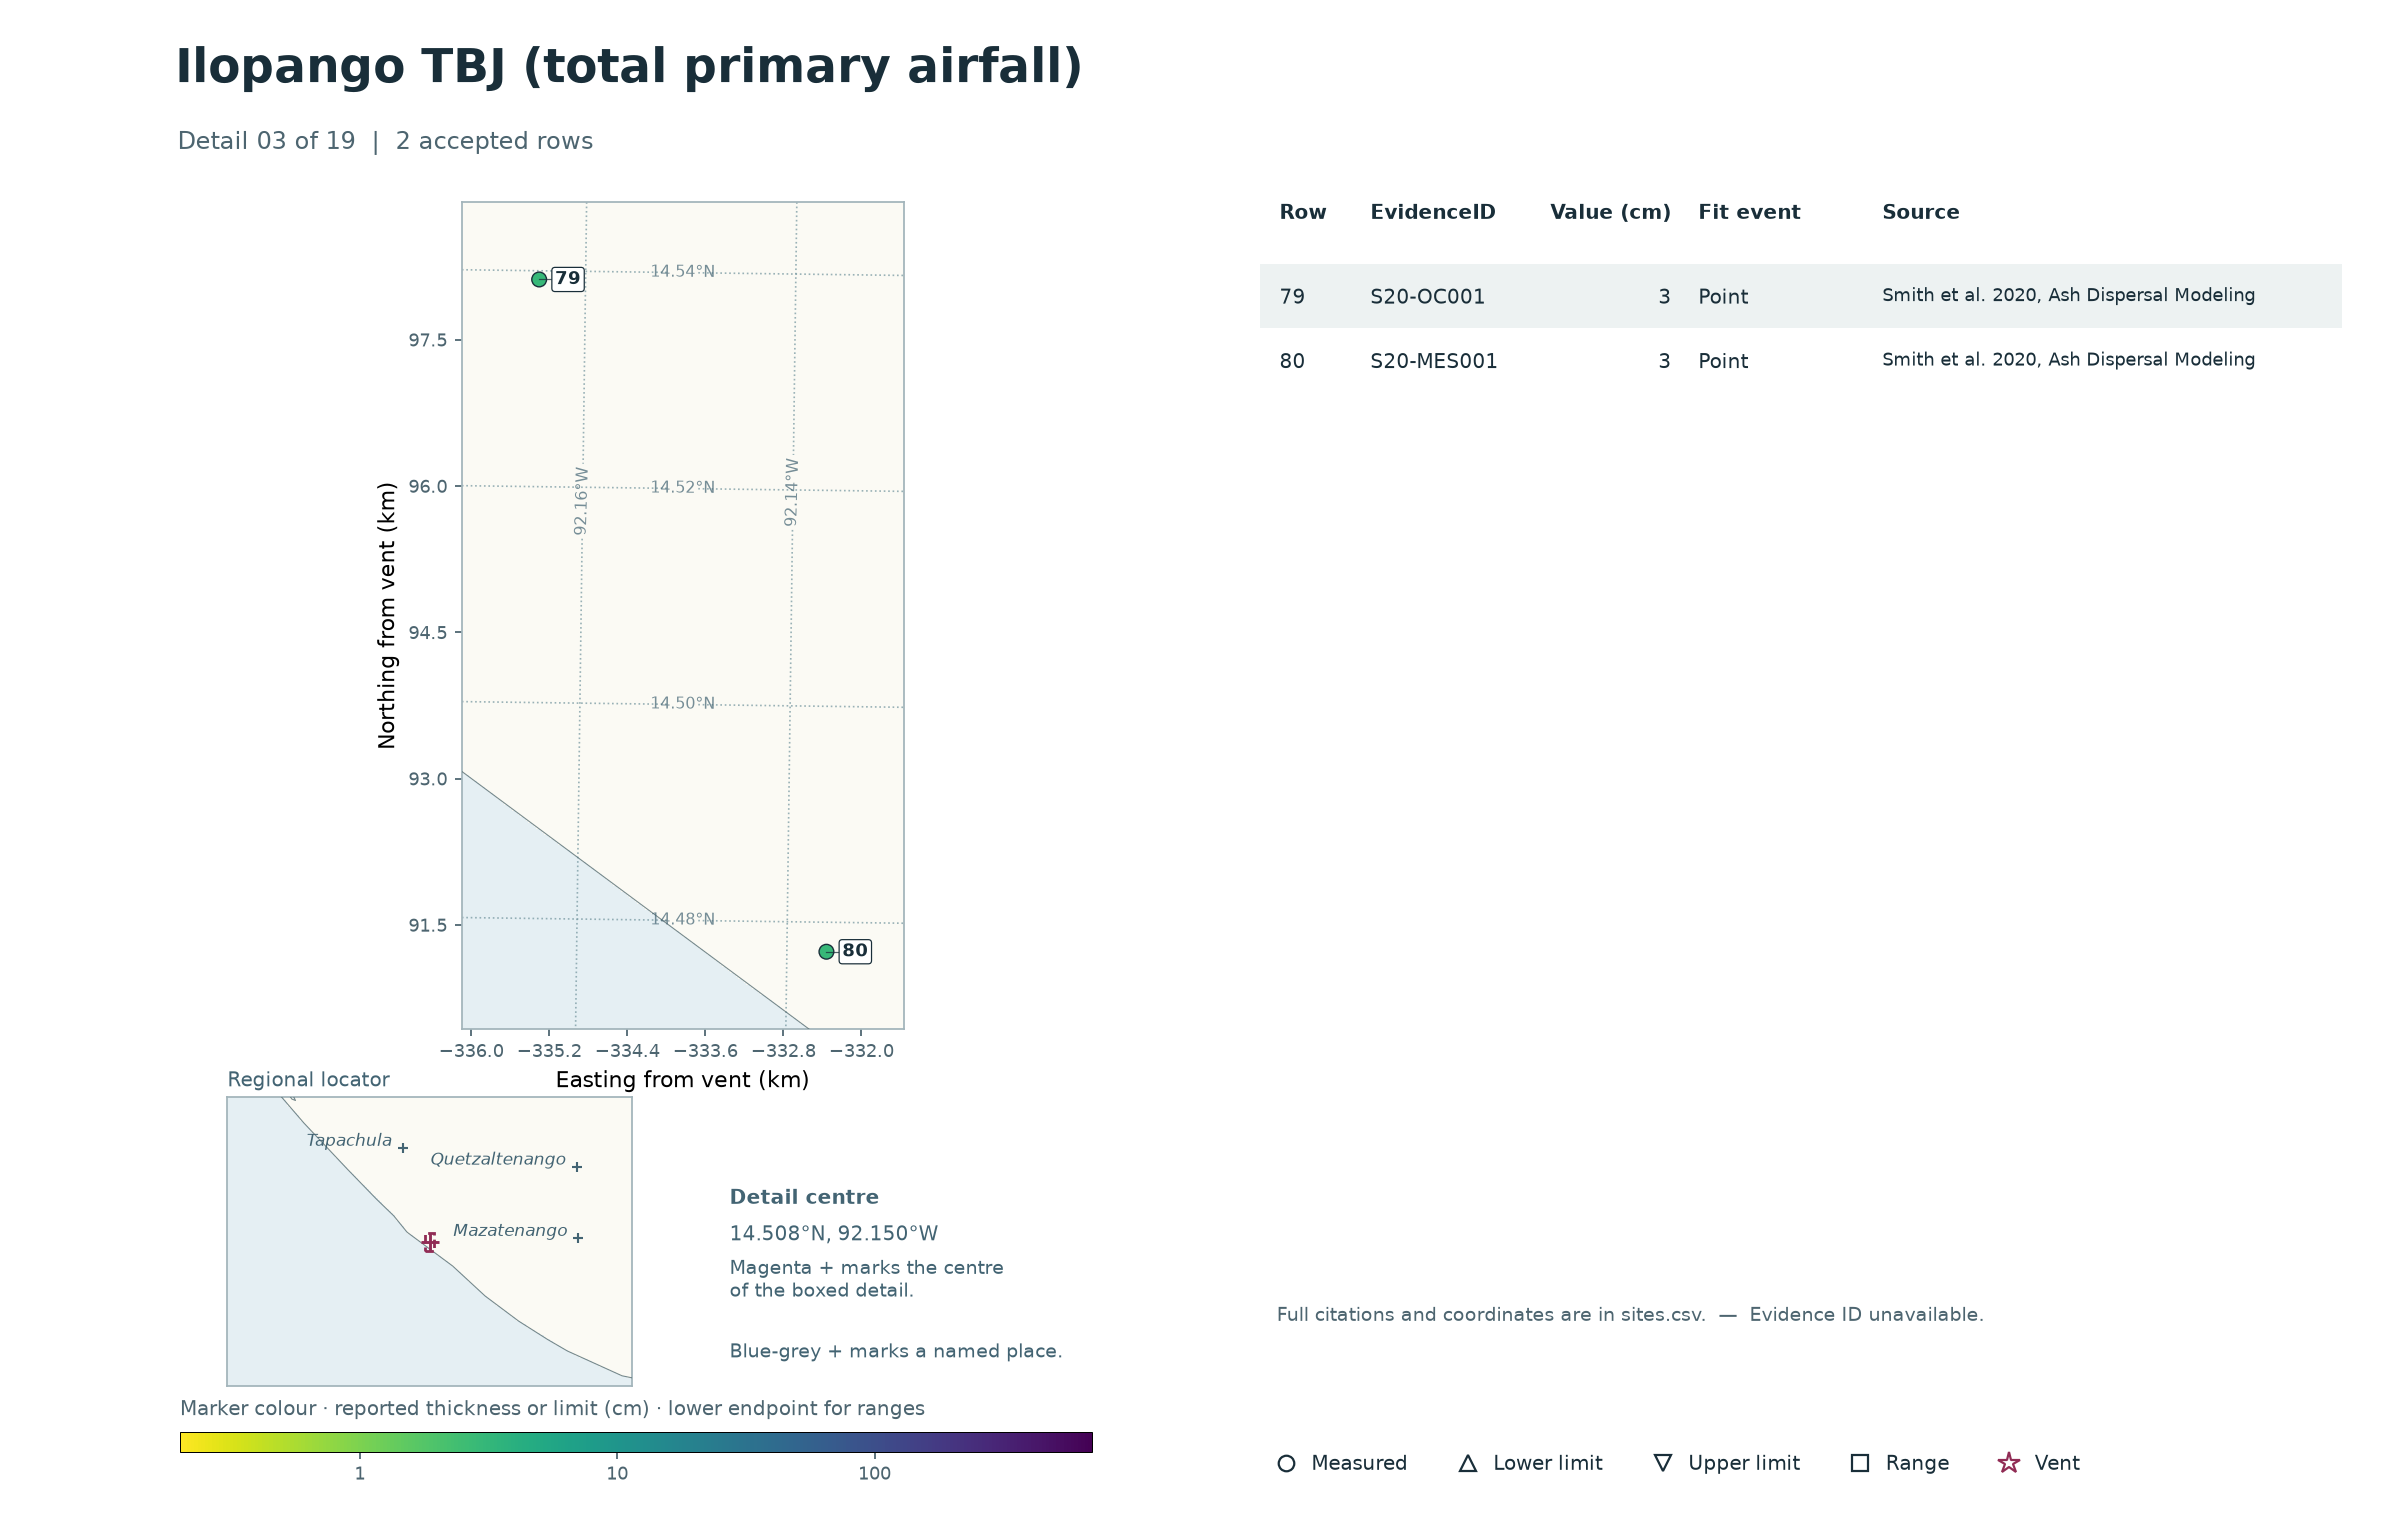 Ilopango TBJ (total primary airfall)
Detail 03 of 19  |  2 accepted rows
79
14.54°N
97.5
96.0
92.16°W
14.52°N
92.14°W
Northing from vent (km)
94.5
14.50°N
93.0
14.48°N
91.5
80
−336.0 −335.2 −334.4 −333.6 −332.8 −332.0
Easting from vent (km)
Row EvidenceID Value (cm) Fit event Source
79 S20-OC001 3 Point Smith et al. 2020, Ash Dispersal Modeling
80 S20-MES001 3 Point Smith et al. 2020, Ash Dispersal Modeling
Regional locator
Tapachula
Quetzaltenango
Mazatenango
Detail centre
14.508°N, 92.150°W
Magenta + marks the centre
of the boxed detail.
Blue-grey + marks a named place.
Full citations and coordinates are in sites.csv.  —  Evidence ID unavailable.
Marker colour · reported thickness or limit (cm) · lower endpoint for ranges
1 10 100
Measured Lower limit Upper limit Range Vent